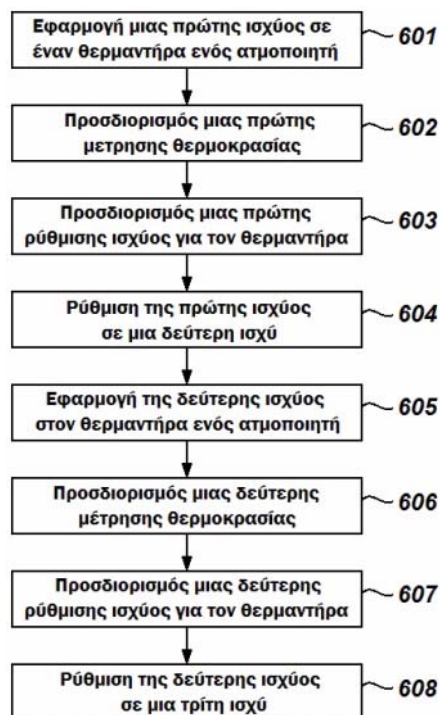 Εφαρμογή μιας πρώτης ισχύος σε
έναν θερμαντήρα ενός ατμοποιητή
601
Προσδιορισμός μιας πρώτης
μετρησης θερμοκρασίας
602
Προσδιορισμός μιας πρώτης
ρύθμισης ισχύος για τον θερμαντήρα
603
Ρύθμιση της πρώτης ισχύος
σε μια δεύτερη ισχύ
604
Εφαρμογή της δεύτερης ισχύος
στον θερμαντήρα ενός ατμοποιητή
605
Προσδιορισμός μιας δεύτερης
μέτρησης θερμοκρασίας
606
Προσδιορισμός μιας δεύτερης
ρύθμισης ισχύος για τον θερμαντήρα
607
Ρύθμιση της δεύτερης ισχύος
σε μια τρίτη ισχύ
608